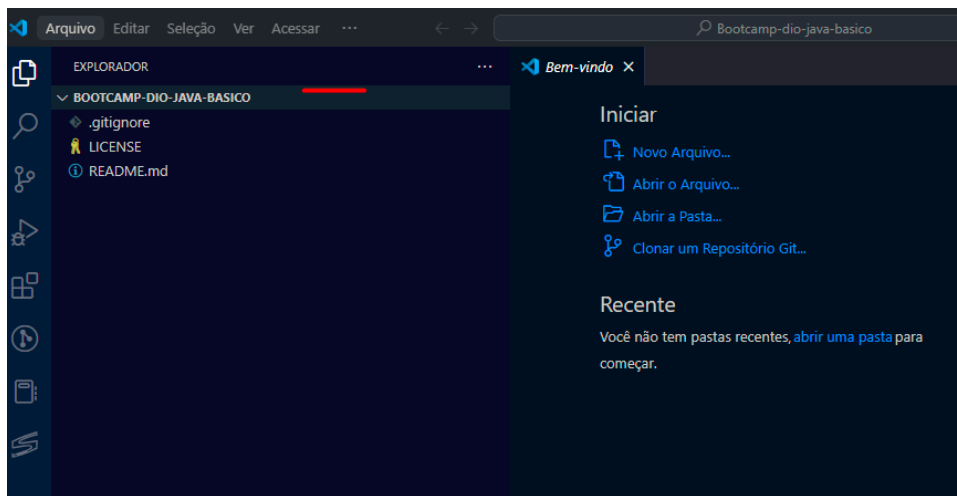 Arquivo Editar Seleção Ver Acessar ··· Bootcamp-dio-java-basico
EXPLORADOR ···
BOOTCAMP-DIO-JAVA-BASICO
.gitignore
LICENSE
README.md
Bem-vindo
Iniciar
Novo Arquivo...
Abrir o Arquivo...
Abrir a Pasta...
Clonar um Repositório Git...
Recente
Você não tem pastas recentes, abrir uma pasta para
começar.